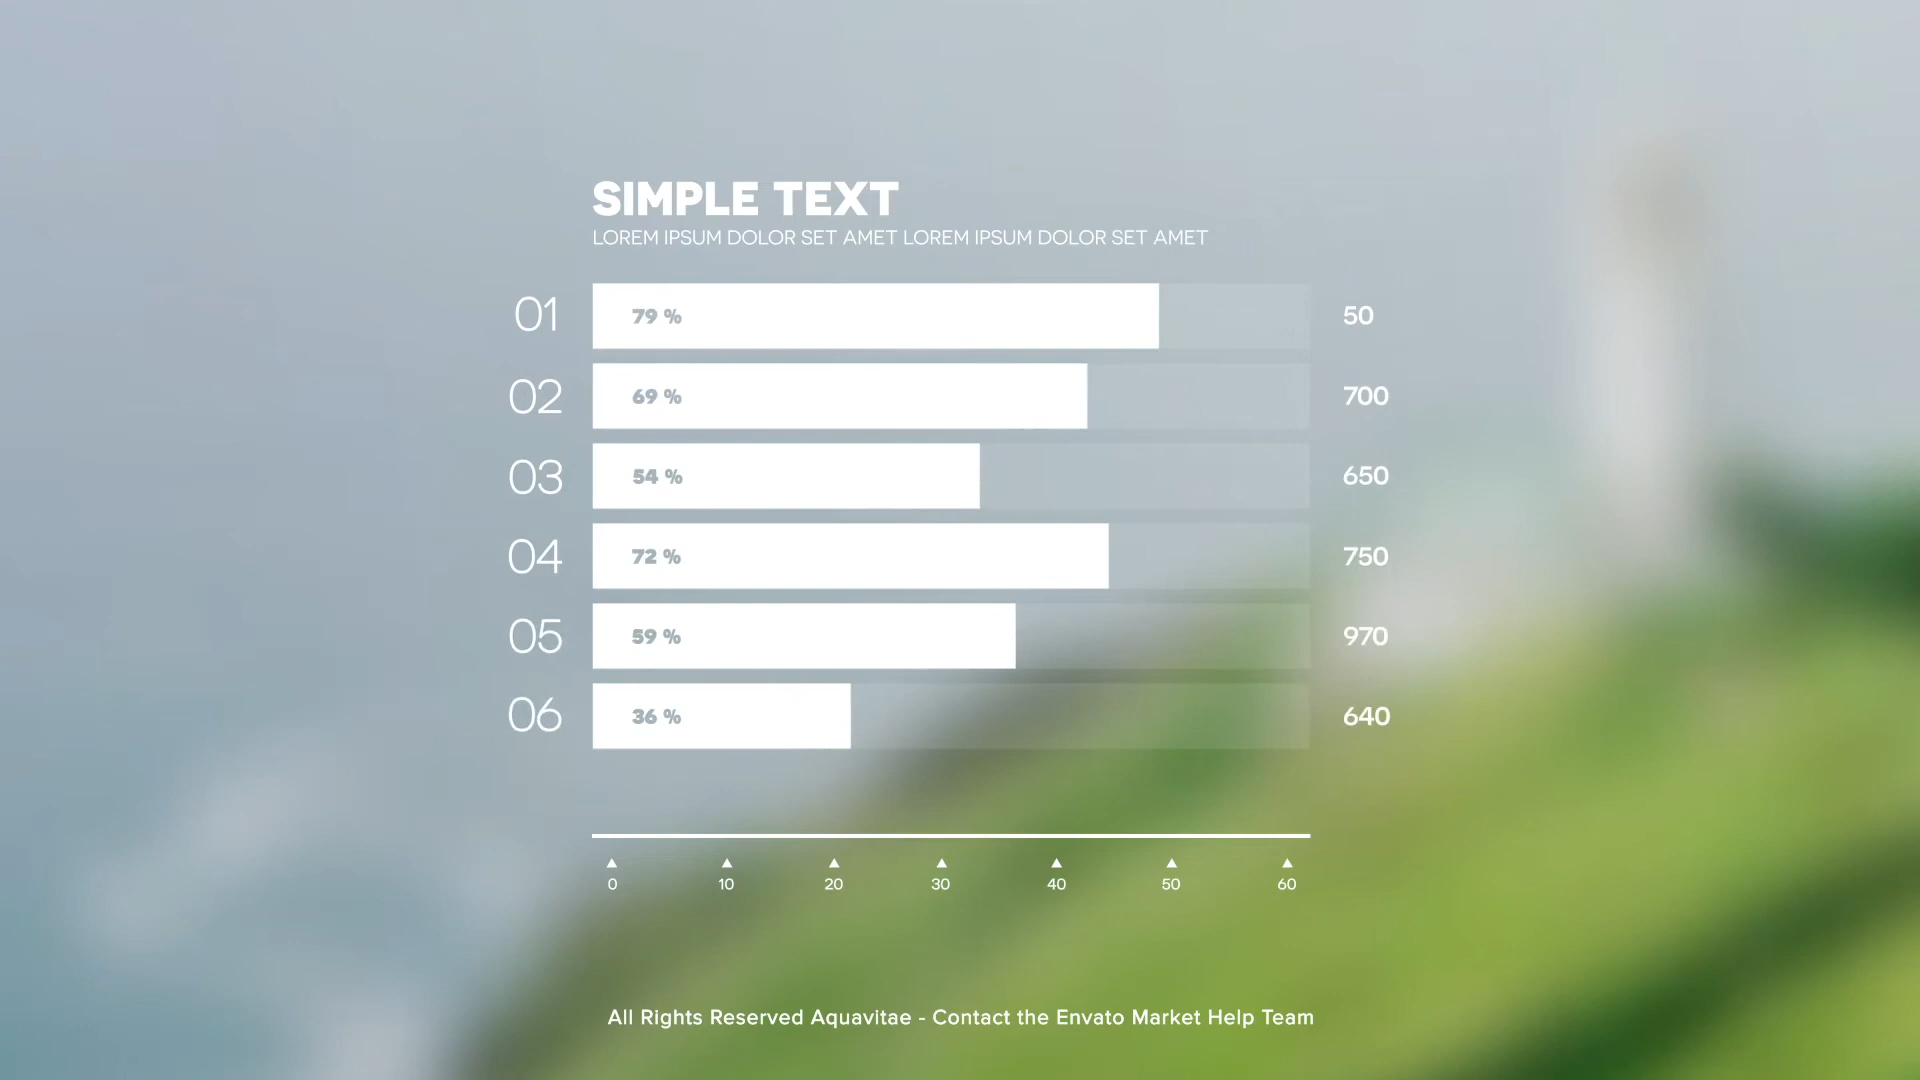 SIMPLE TEXT
LOREM IPSUM DOLOR SET AMET LOREM IPSUM DOLOR SET AMET
01 79 % 50
02 69 % 700
03 54 % 650
04 72 % 750
05 59 % 970
06 36 % 640
0 10 20 30 40 50 60
All Rights Reserved Aquavitae - Contact the Envato Market Help Team